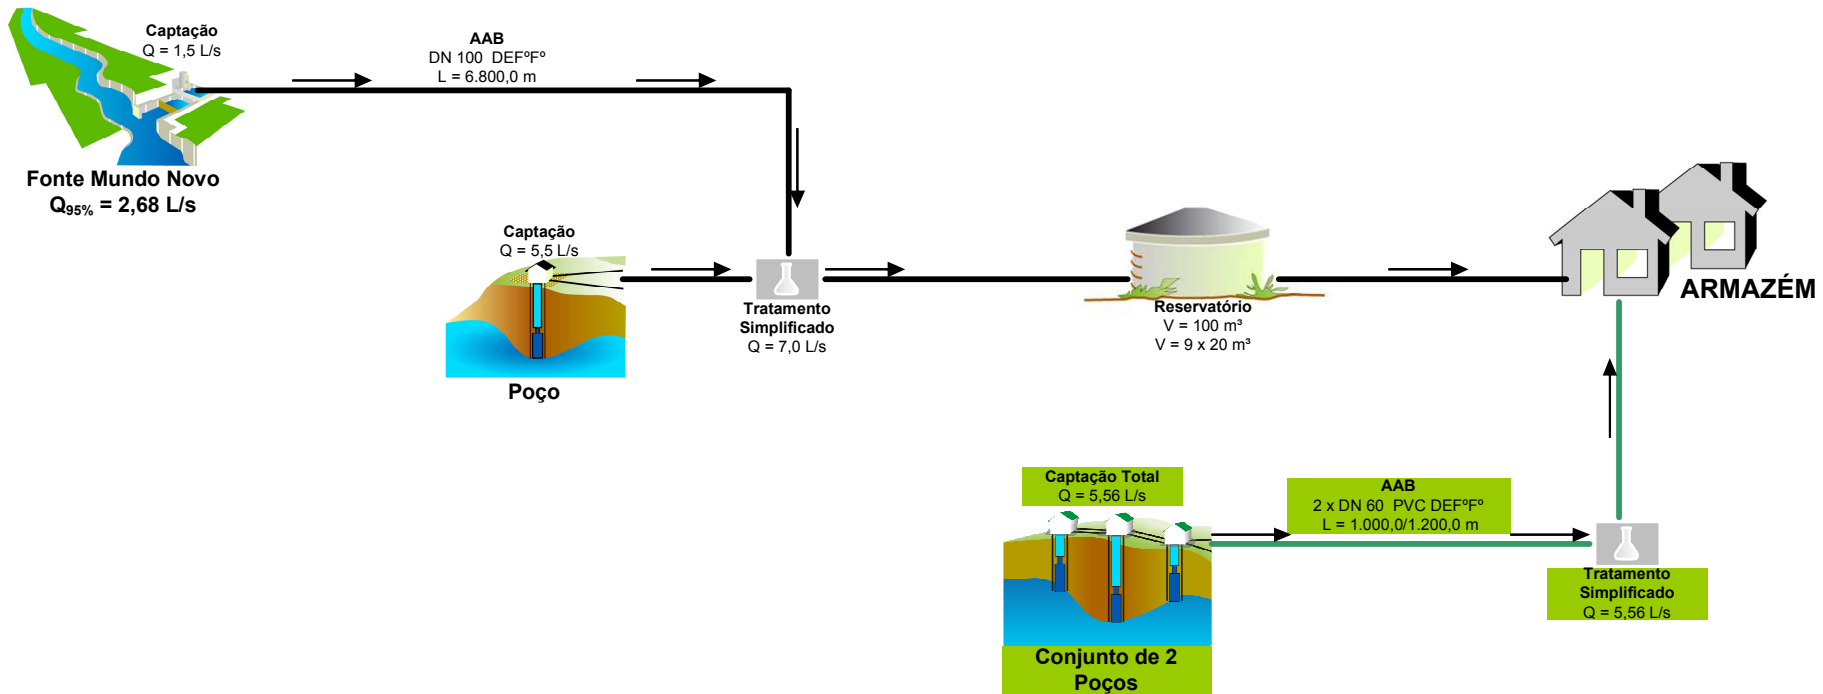 Captação
Q = 1,5 L/s
AAB
DN 100  DEFºFº
L = 6.800,0 m
Fonte Mundo Novo
Q95% = 2,68 L/s
Captação
Q = 5,5 L/s
Poço
Tratamento
Simplificado
Q = 7,0 L/s
Reservatório
V = 100 m³
V = 9 x 20 m³
ARMAZÉM
Captação Total
Q = 5,56 L/s
AAB
2 x DN 60  PVC DEFºFº
L = 1.000,0/1.200,0 m
Tratamento
Simplificado
Q = 5,56 L/s
Conjunto de 2
Poços